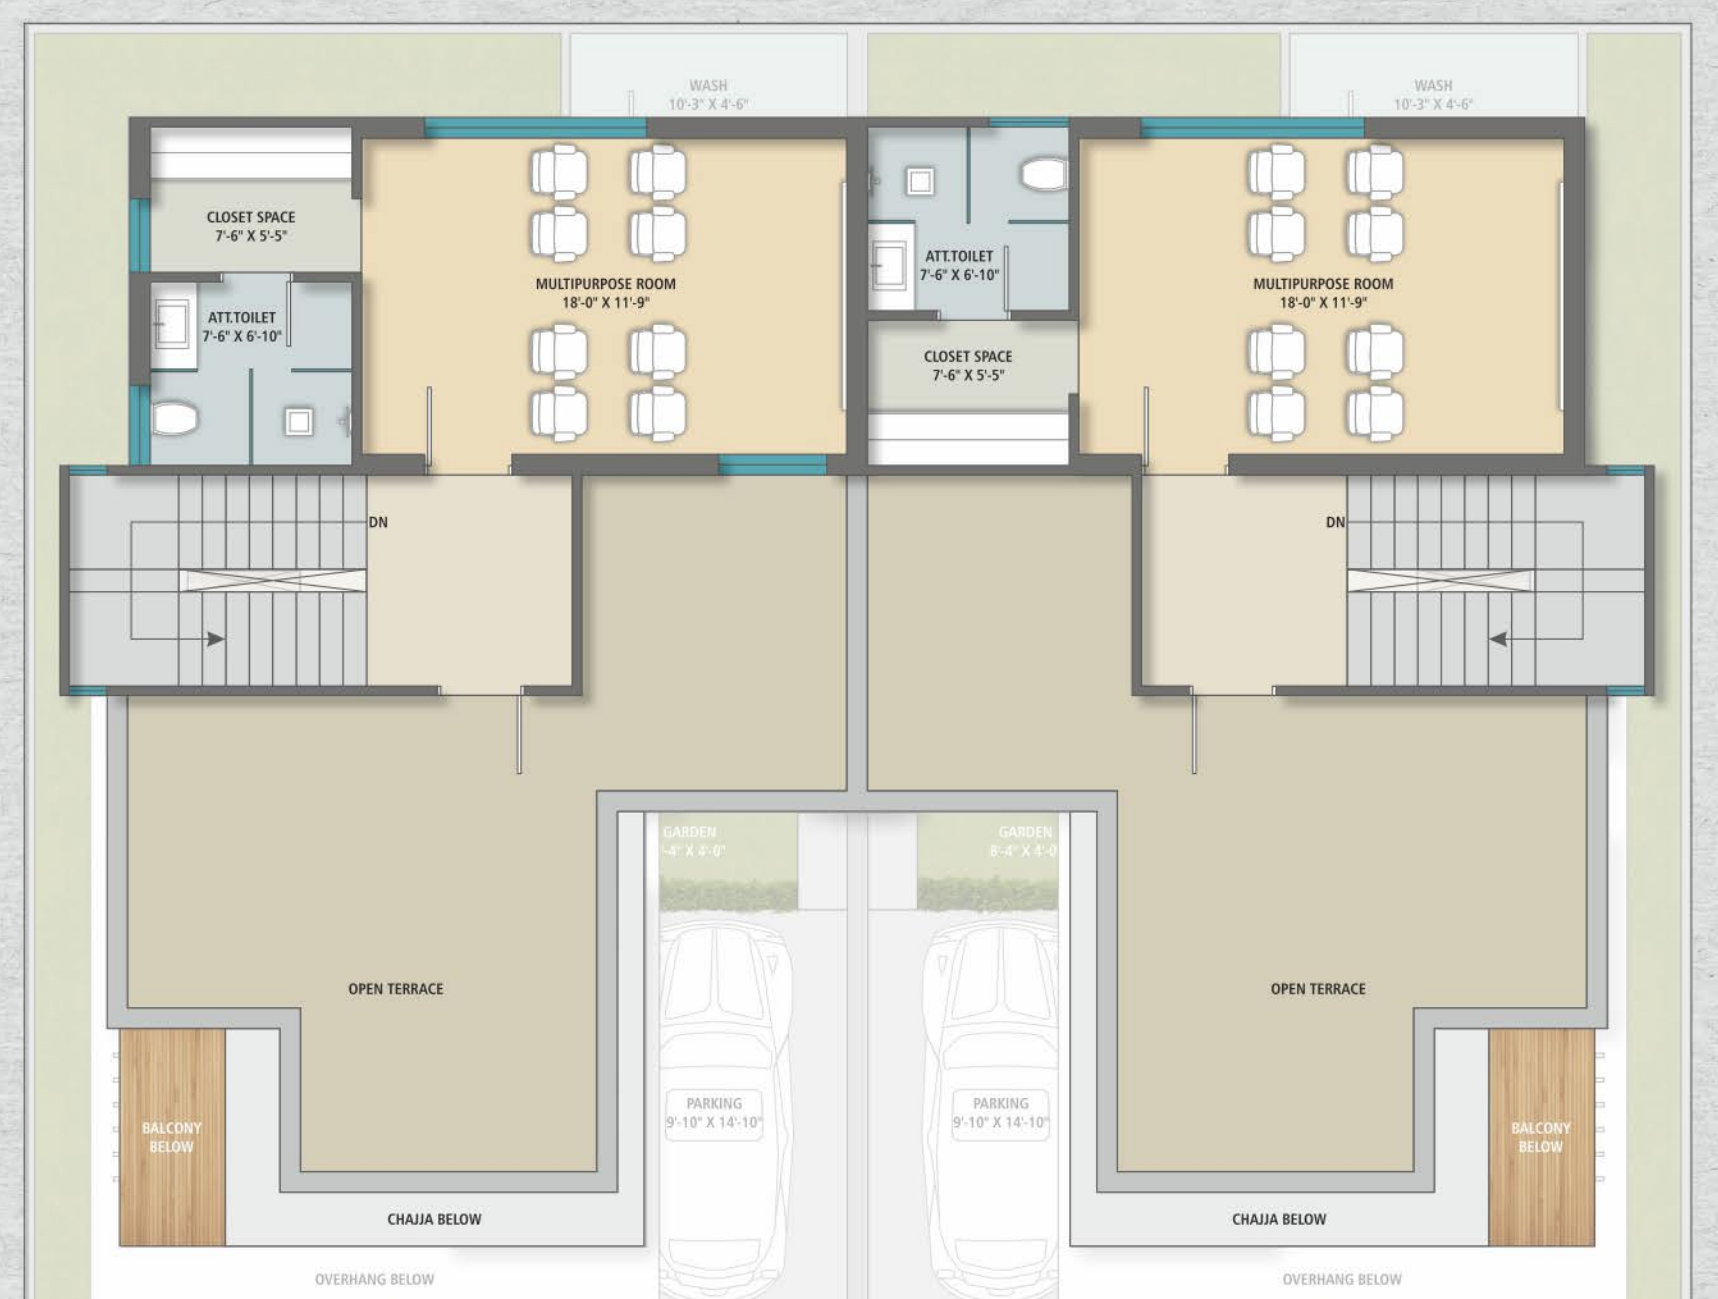 WASH
10'-3" X 4'-6"
WASH
10'-3" X 4'-6"
CLOSET SPACE
7'-6" X 5'-5"
ATT.TOILET
7'-6" X 6'-10"
MULTIPURPOSE ROOM
18'-0" X 11'-9"
ATT.TOILET
7'-6" X 6'-10"
CLOSET SPACE
7'-6" X 5'-5"
MULTIPURPOSE ROOM
18'-0" X 11'-9"
DN
DN
GARDEN
-4" X 4'-0"
GARDEN
8'-4" X 4'-0
OPEN TERRACE
OPEN TERRACE
PARKING
9'-10" X 14'-10"
PARKING
9'-10" X 14'-10"
BALCONY
BELOW
BALCONY
BELOW
CHAJJA BELOW
CHAJJA BELOW
OVERHANG BELOW
OVERHANG BELOW